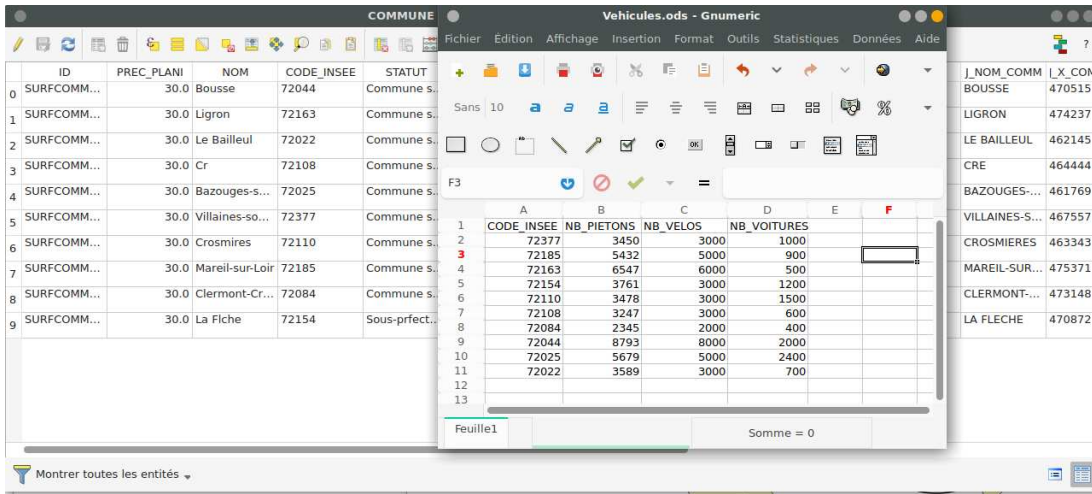 COMMUNE
Vehicules.ods - Gnumeric
Fichier Édition Affichage Insertion Format Outils Statistiques Données Aide
Sans 10 a a a %
OK
F3 =
A B C D E F
1 CODE_INSEE NB_PIETONS NB_VELOS NB_VOITURES
2 72377 3450 3000 1000
3 72185 5432 5000 900
4 72163 6547 6000 500
5 72154 3761 3000 1200
6 72110 3478 3000 1500
7 72108 3247 3000 600
8 72084 2345 2000 400
9 72044 8793 8000 2000
10 72025 5679 5000 2400
11 72022 3589 3000 700
12
13
Feuille1
Somme = 0
ID PREC_PLANI NOM CODE_INSEE STATUT J_NOM_COMM J_X_COM
0 SURFCOMM... 30.0 Bousse 72044 Commune s... BOUSSE 470515
1 SURFCOMM... 30.0 Ligron 72163 Commune s... LIGRON 474237
2 SURFCOMM... 30.0 Le Bailleul 72022 Commune s... LE BAILLEUL 462145
3 SURFCOMM... 30.0 Cr 72108 Commune s... CRE 464444
4 SURFCOMM... 30.0 Bazouges-s... 72025 Commune s... BAZOUGES-... 461769
5 SURFCOMM... 30.0 Villaines-so... 72377 Commune s... VILLAINES-S... 467557
6 SURFCOMM... 30.0 Crosmires 72110 Commune s... CROSMIERES 463343
7 SURFCOMM... 30.0 Mareil-sur-Loir 72185 Commune s... MAREIL-SUR... 475371
8 SURFCOMM... 30.0 Clermont-Cr... 72084 Commune s... CLERMONT-... 473148
9 SURFCOMM... 30.0 La Flche 72154 Sous-prfect... LA FLECHE 470872
Montrer toutes les entités
?